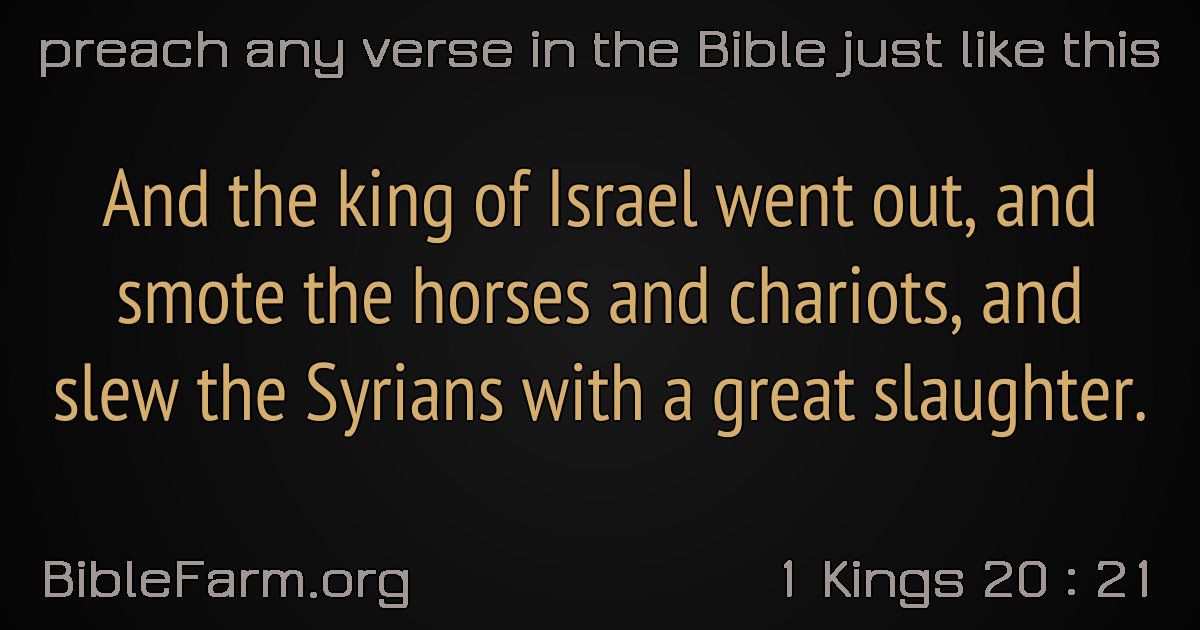 preach any verse in the Bible just like this
And the king of Israel went out, and
smote the horses and chariots, and
slew the Syrians with a great slaughter.
BibleFarm.org
1 Kings 20 : 21